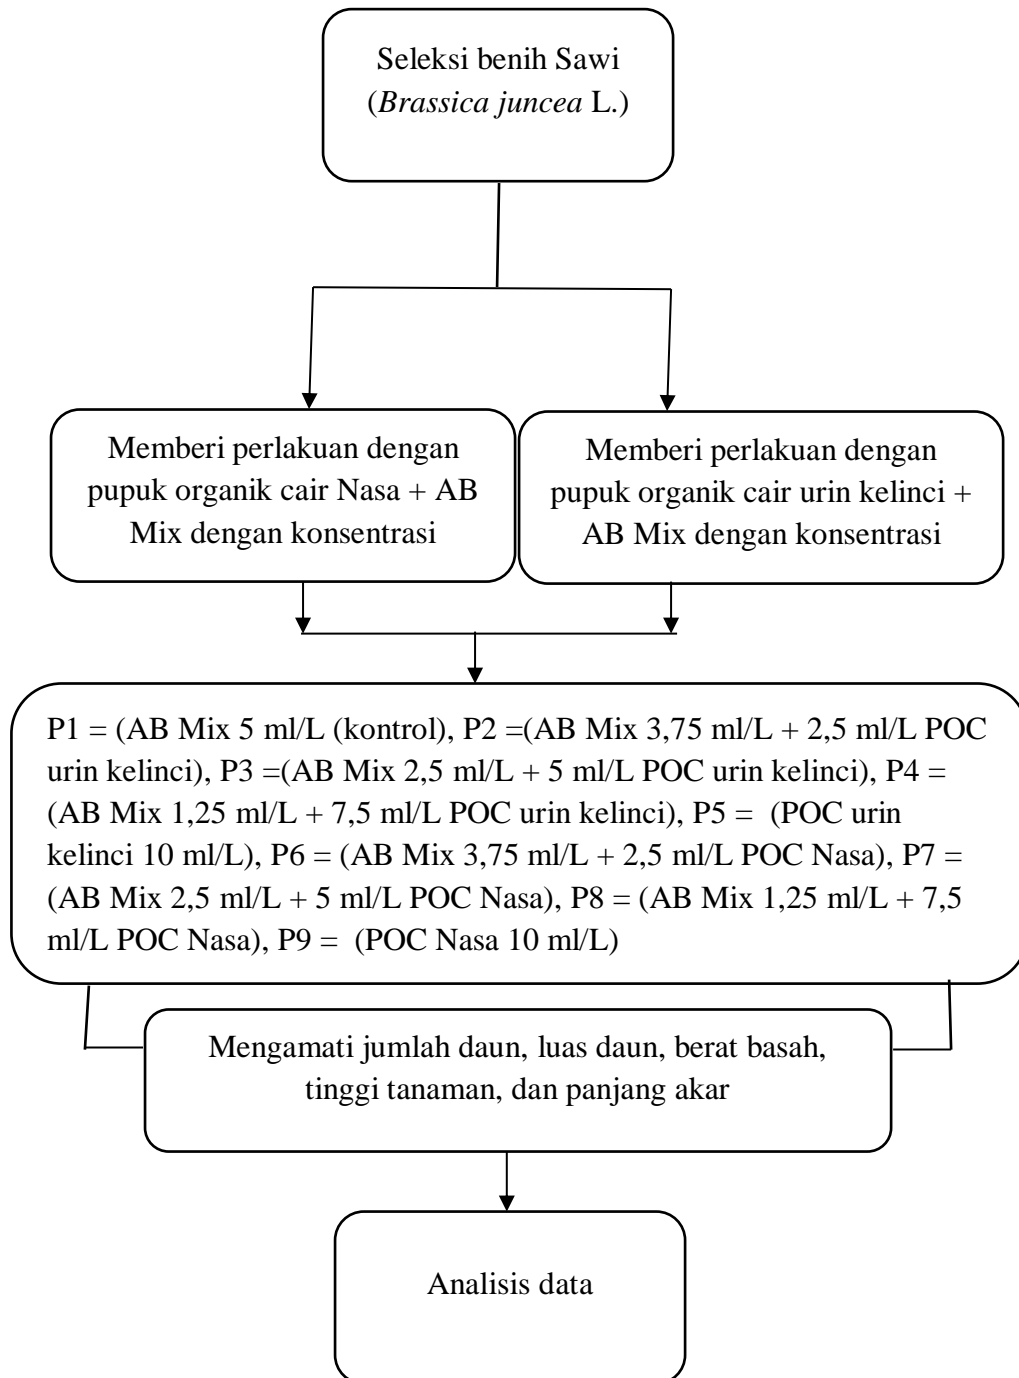 Seleksi benih Sawi
(Brassica juncea L.)
Memberi perlakuan dengan
pupuk organik cair Nasa + AB
Mix dengan konsentrasi
Memberi perlakuan dengan
pupuk organik cair urin kelinci +
AB Mix dengan konsentrasi
P1 = (AB Mix 5 ml/L (kontrol), P2 =(AB Mix 3,75 ml/L + 2,5 ml/L POC
urin kelinci), P3 =(AB Mix 2,5 ml/L + 5 ml/L POC urin kelinci), P4 =
(AB Mix 1,25 ml/L + 7,5 ml/L POC urin kelinci), P5 =  (POC urin
kelinci 10 ml/L), P6 = (AB Mix 3,75 ml/L + 2,5 ml/L POC Nasa), P7 =
(AB Mix 2,5 ml/L + 5 ml/L POC Nasa), P8 = (AB Mix 1,25 ml/L + 7,5
ml/L POC Nasa), P9 =  (POC Nasa 10 ml/L)
Mengamati jumlah daun, luas daun, berat basah,
tinggi tanaman, dan panjang akar
Analisis data